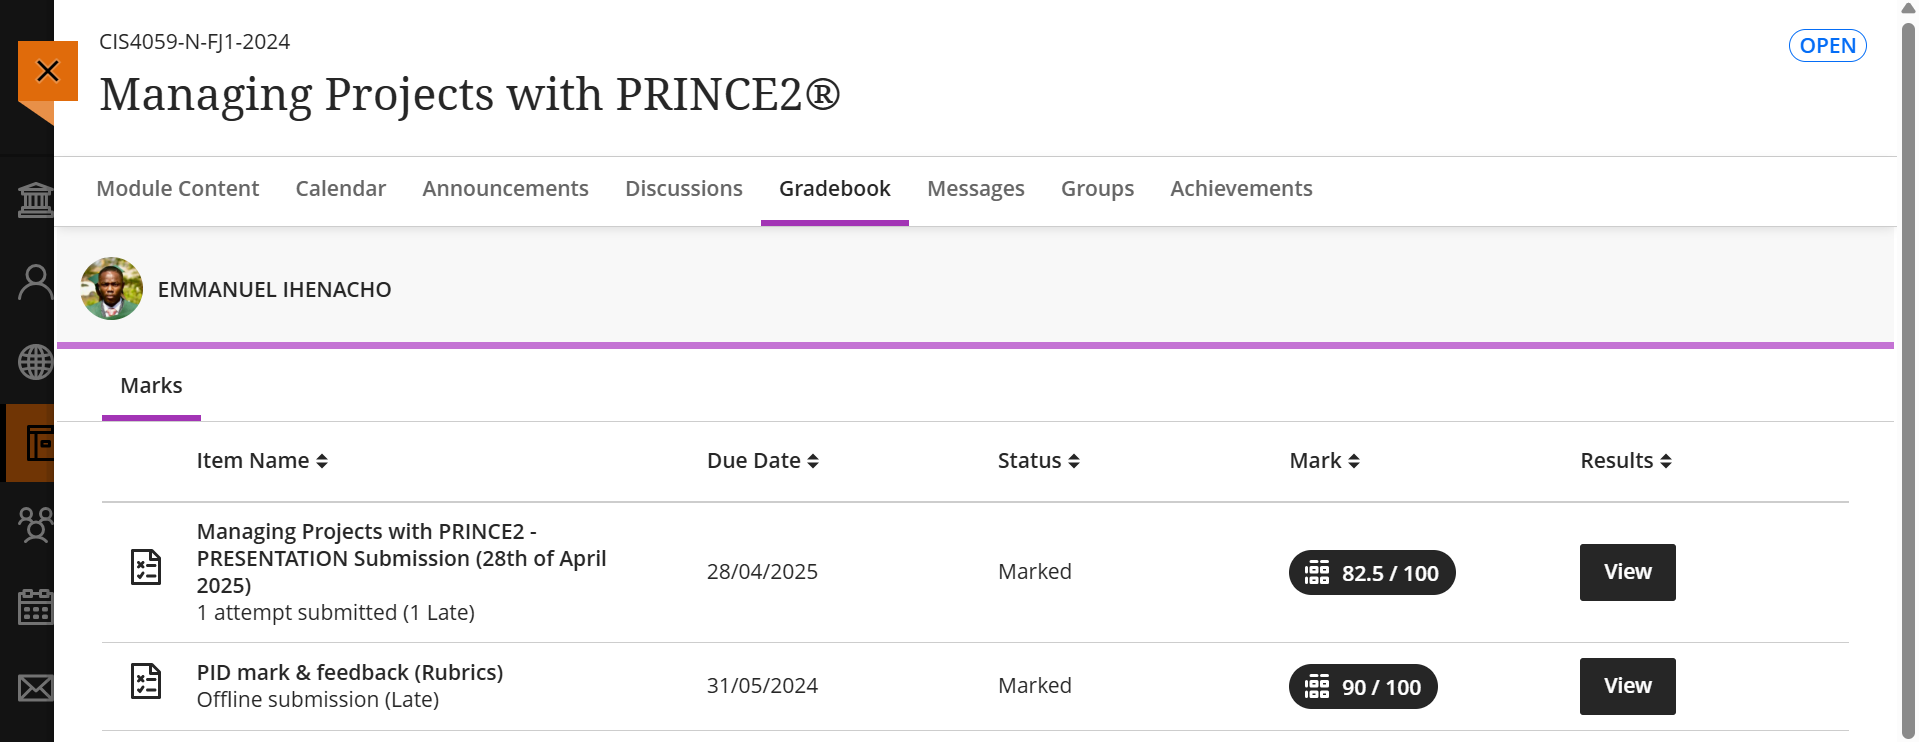 CIS4059-N-FJ1-2024
OPEN
Managing Projects with PRINCE2®
Module Content Calendar Announcements Discussions Gradebook Messages Groups Achievements
EMMANUEL IHENACHO
Marks
Item Name Due Date Status Mark Results
Managing Projects with PRINCE2 -
PRESENTATION Submission (28th of April
2025)
1 attempt submitted (1 Late)
28/04/2025 Marked 82.5 / 100 View
PID mark & feedback (Rubrics)
Offline submission (Late)
31/05/2024 Marked 90 / 100 View